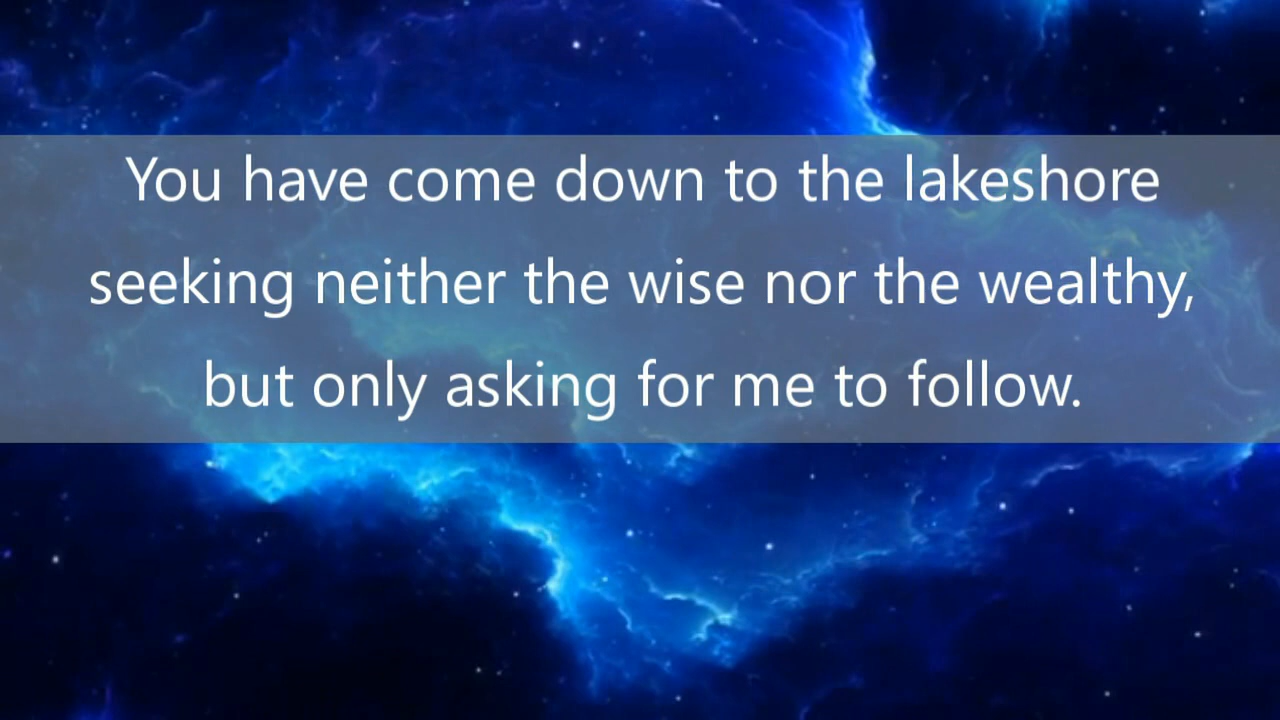 You have come down to the lakeshore
seeking neither the wise nor the wealthy,
but only asking for me to follow.